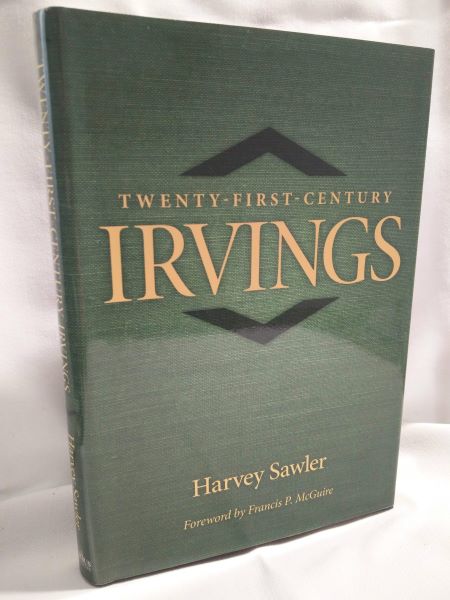 TWENTY-FIRST-CENTURY
IRVINGS
Harvey Sawler
Foreword by Francis P. McGuire
TWENTY-FIRST-CENTURY IRVINGS
Harvey Sawler